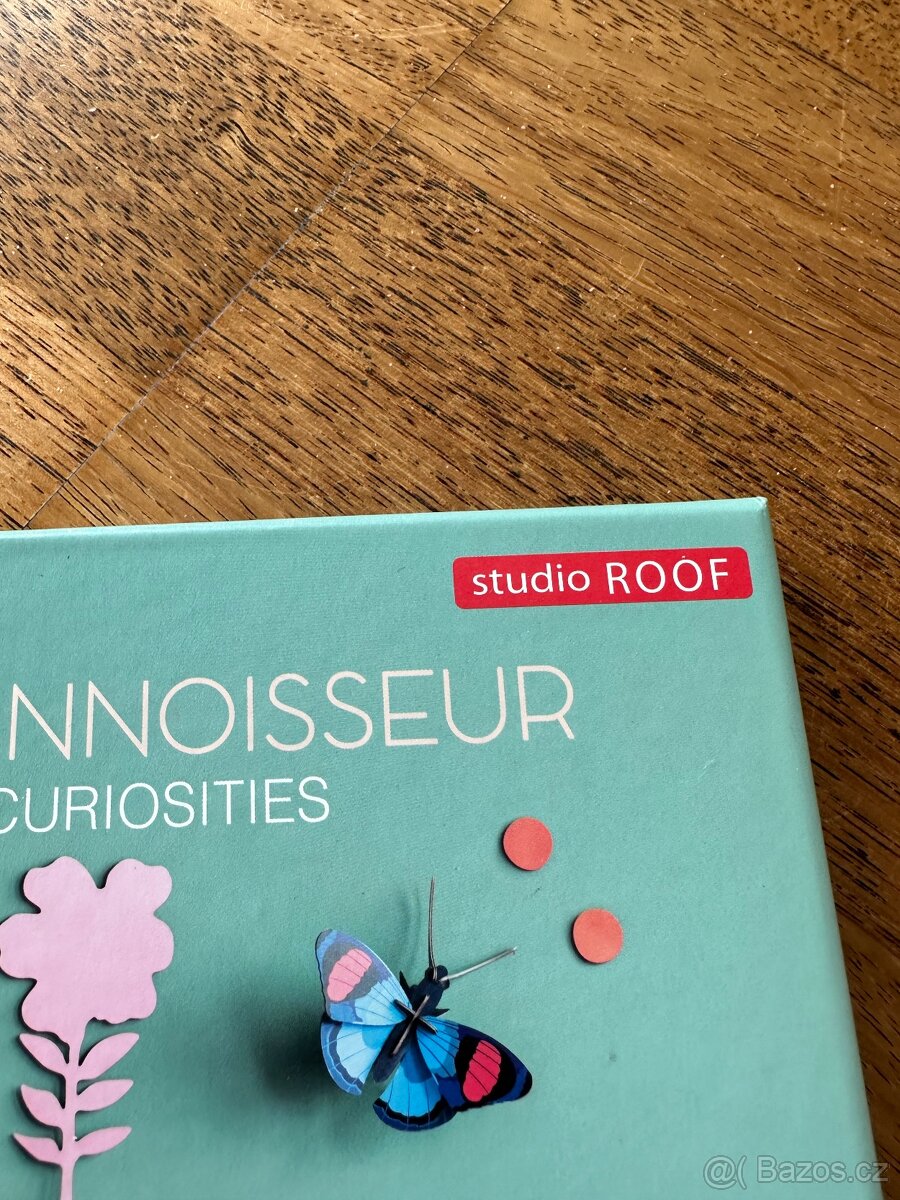 studio ROOF
NNOISSEUR
CURIOSITIES
@( Bazos.cz